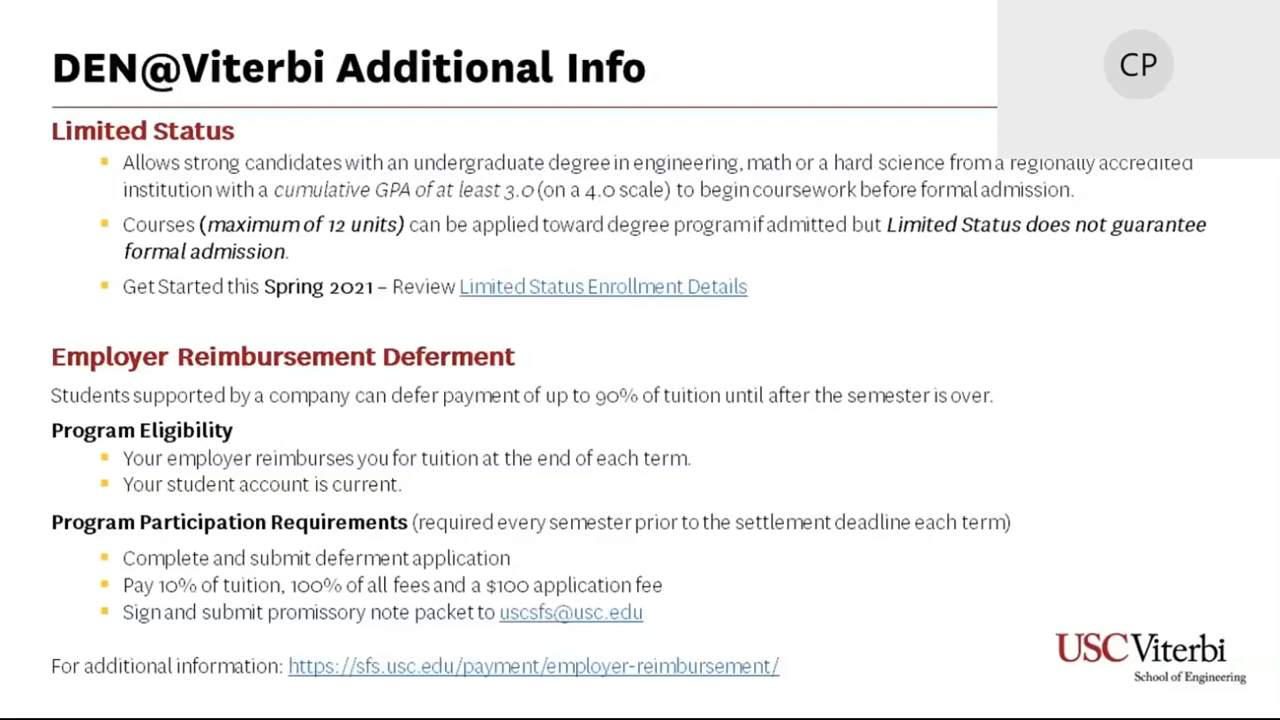 DEN@Viterbi Additional Info
CP
Limited Status
Allows strong candidates with an undergraduate degree in engineering, math or a hard science from a regionally accredited
institution with a cumulative GPA of at least 3.0 (on a 4.0 scale) to begin coursework before formal admission.
Courses (maximum of 12 units) can be applied toward degree program if admitted but Limited Status does not guarantee
formal admission.
Get Started this Spring 2021 – Review Limited Status Enrollment Details
Employer Reimbursement Deferment
Students supported by a company can defer payment of up to 90% of tuition until after the semester is over.
Program Eligibility
Your employer reimburses you for tuition at the end of each term.
Your student account is current.
Program Participation Requirements (required every semester prior to the settlement deadline each term)
Complete and submit deferment application
Pay 10% of tuition, 100% of all fees and a $100 application fee
Sign and submit promissory note packet to uscsfs@usc.edu
For additional information: https://sfs.usc.edu/payment/employer-reimbursement/
USC Viterbi
School of Engineering